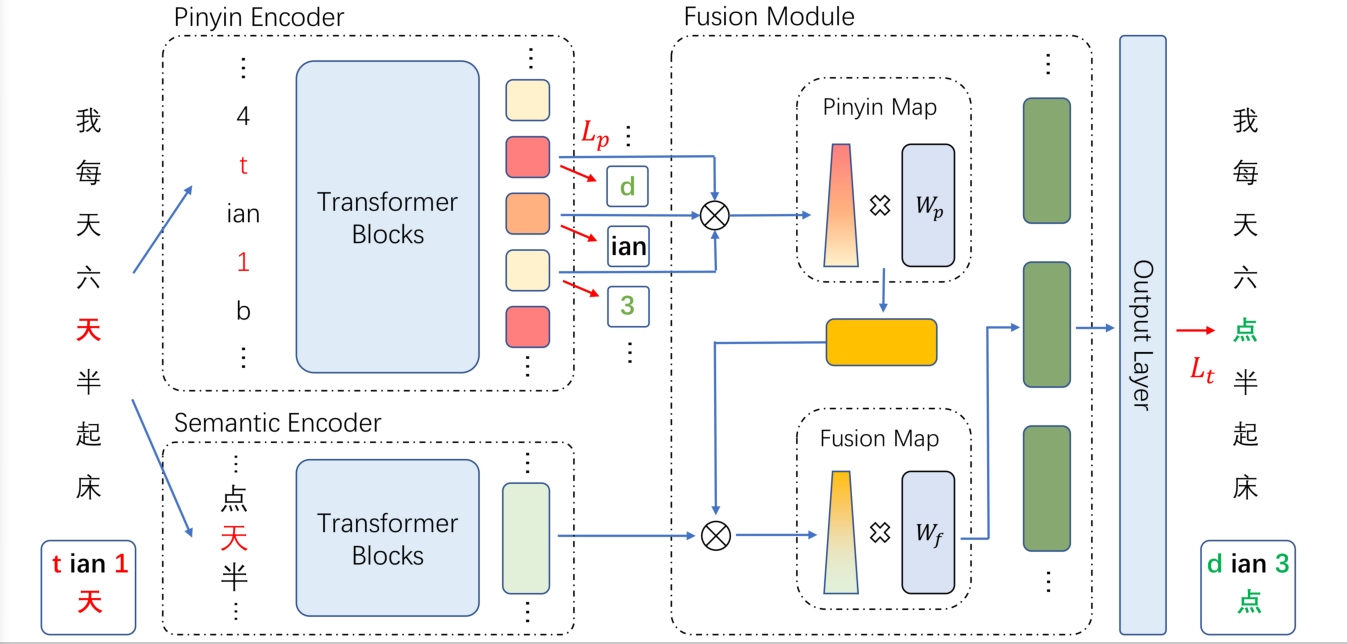 Pinyin Encoder
Fusion Module
我
每
天
六
天
半
起
床
t ian 1
天
⋮
4
t
ian
1
b
⋮
Transformer
Blocks
⋮
⋮
L_p
⋮
d
ian
3
⋮
Semantic Encoder
⋮
点
天
半
⋮
Transformer
Blocks
⋮
⋮
Pinyin Map
W_p
Fusion Map
W_f
⋮
⋮
Output Layer
L_t
我
每
天
六
点
半
起
床
d ian 3
点